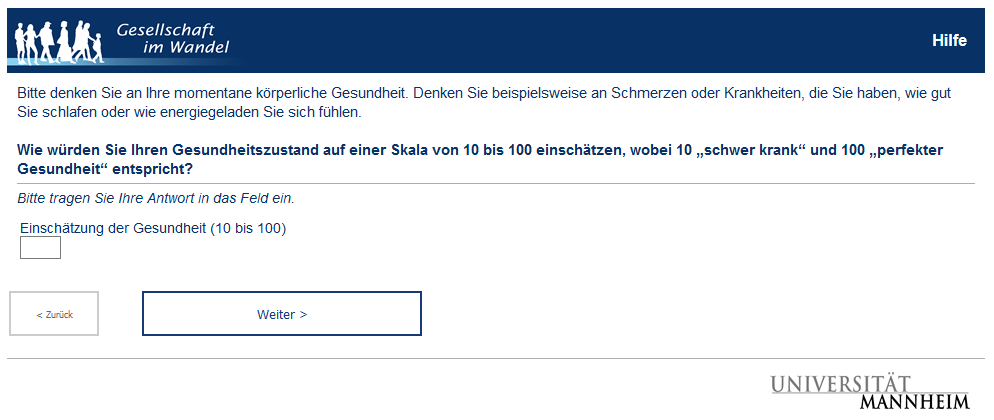 Gesellschaft
im Wandel
Hilfe
Bitte denken Sie an Ihre momentane körperliche Gesundheit. Denken Sie beispielsweise an Schmerzen oder Krankheiten, die Sie haben, wie gut
Sie schlafen oder wie energiegeladen Sie sich fühlen.
Wie würden Sie Ihren Gesundheitszustand auf einer Skala von 10 bis 100 einschätzen, wobei 10 „schwer krank“ und 100 „perfekter
Gesundheit“ entspricht?
Bitte tragen Sie Ihre Antwort in das Feld ein.
Einschätzung der Gesundheit (10 bis 100)
< Zurück
Weiter >
UNIVERSITÄT
MANNHEIM